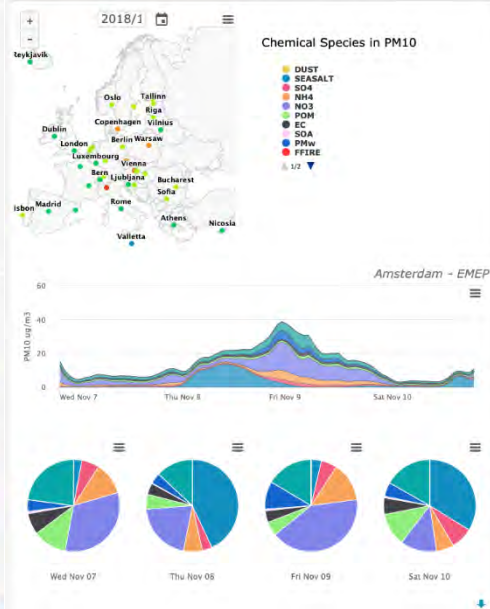 +
-
2018/1
Reykjavik
Oslo
Tallinn
Riga
Copenhagen
Vilnius
Dublin
Berlin
Warsaw
London
Luxembourg
Vienna
Bern
Ljubljana
Bucharest
Sofia
isbon
Madrid
Rome
Athens
Nicosia
Valletta
Chemical Species in PM10
DUST
SEASALT
SO4
NH4
NO3
POM
EC
SOA
PMw
FFIRE
1/2
Amsterdam - EMEP
PM10 ug/m3
60
40
20
0
Wed Nov 7
Thu Nov 8
Fri Nov 9
Sat Nov 10
Wed Nov 07
Thu Nov 08
Fri Nov 09
Sat Nov 10